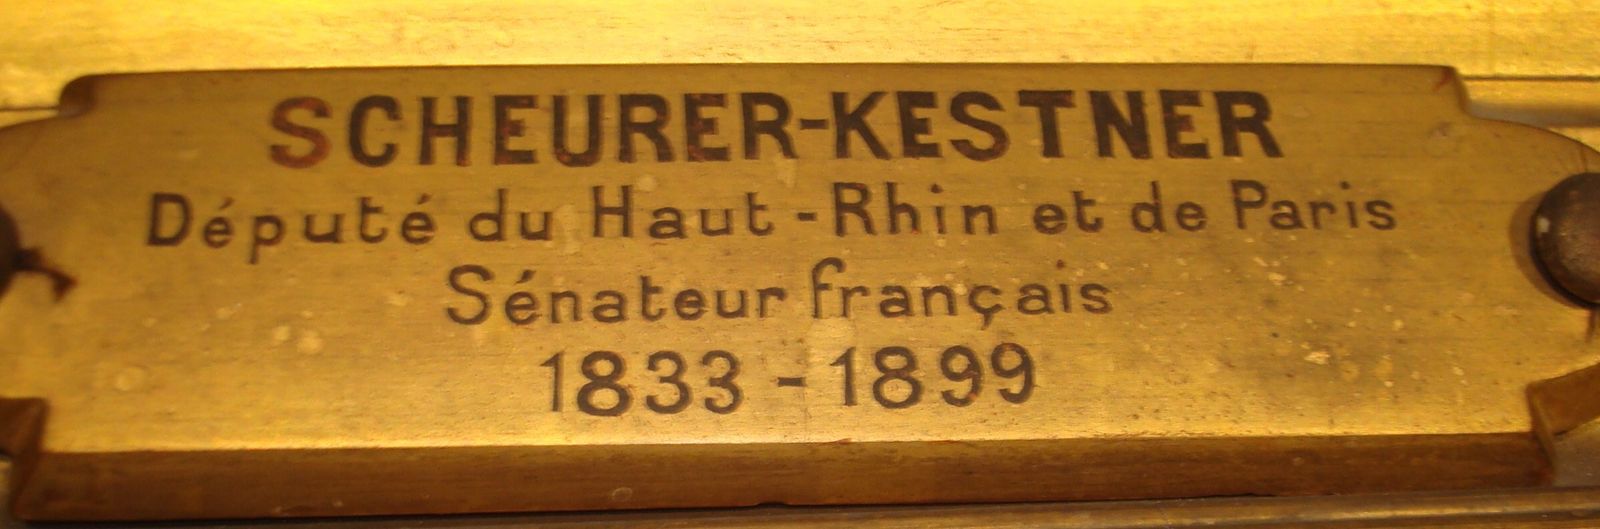 SCHEURER-KESTNER
Député du Haut-Rhin et de Paris
Sénateur français
1833-1899